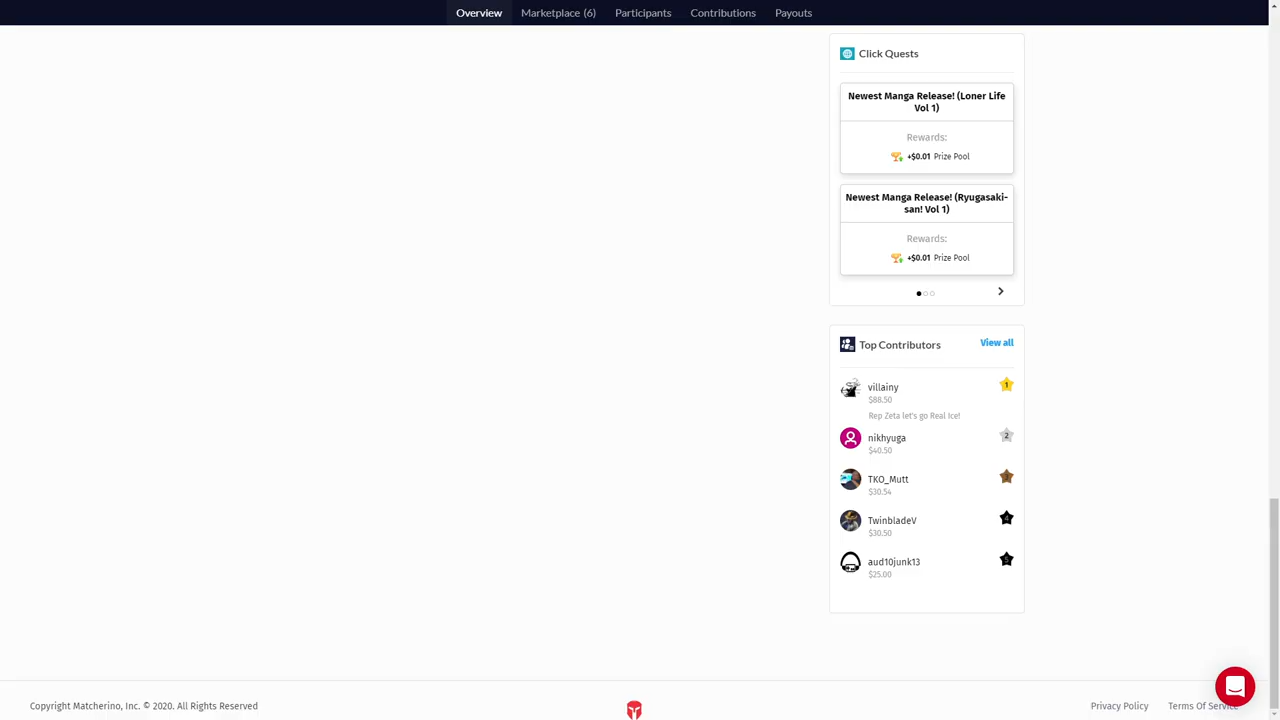 Overview Marketplace (6) Participants Contributions Payouts
Click Quests
Newest Manga Release! (Loner Life
Vol 1)
Rewards:
+$0.01 Prize Pool
Newest Manga Release! (Ryugasaki-
san! Vol 1)
Rewards:
+$0.01 Prize Pool
Top Contributors View all
villainy 1
$88.50
Rep Zeta let's go Real Ice!
nikhyuga 2
$40.50
TKO_Mutt 3
$30.54
TwinbladeV
$30.50
aud10junk13
$25.00
Copyright Matcherino, Inc. © 2020. All Rights Reserved Privacy Policy Terms Of Service